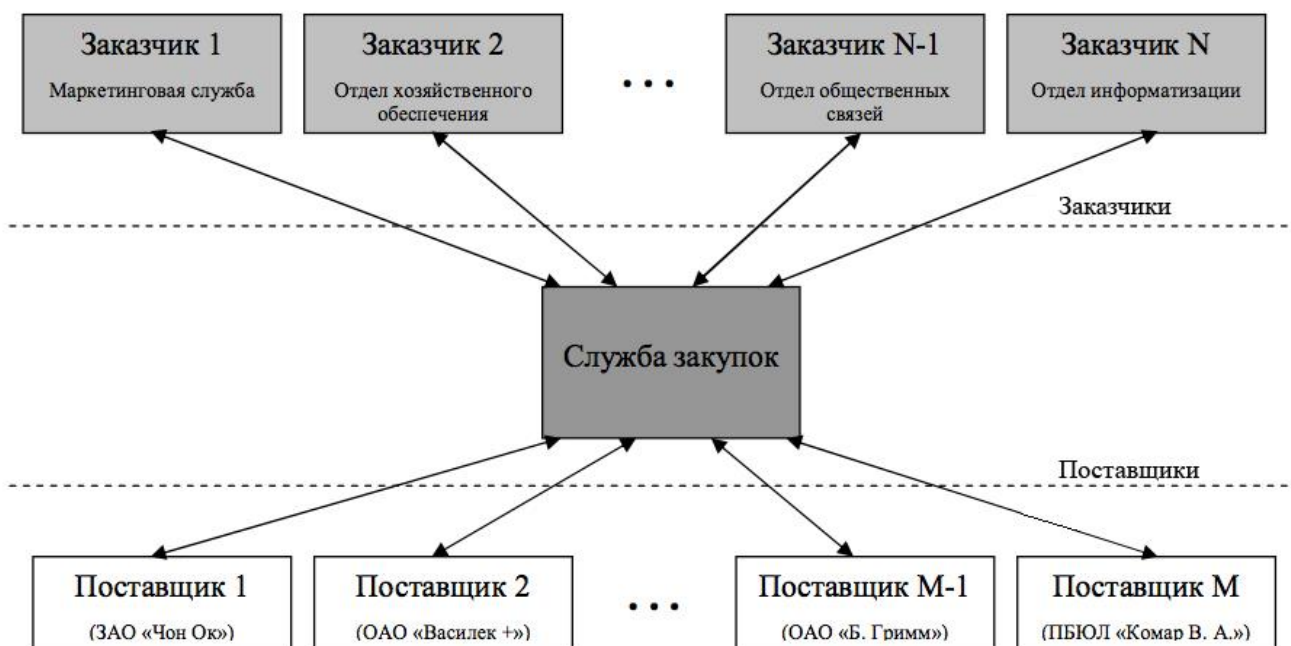 Заказчик 1
Маркетинговая служба
Заказчик 2
Отдел хозяйственного
обеспечения
...
Заказчик N-1
Отдел общественных
связей
Заказчик N
Отдел информатизации
Заказчики
Служба закупок
Поставщики
Поставщик 1
(ЗАО «Чон Ок»)
Поставщик 2
(ОАО «Василек +»)
...
Поставщик M-1
(ОАО «Б. Гримм»)
Поставщик M
(ПБЮЛ «Комар В. А.»)